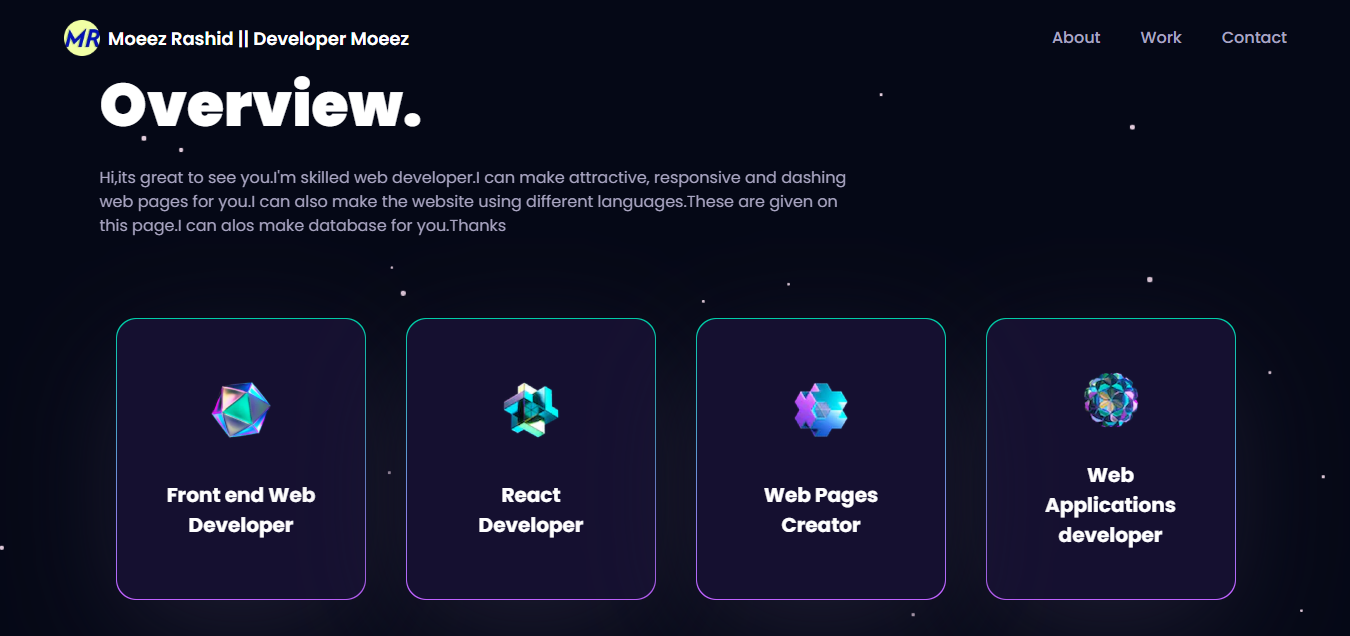 MR Moeez Rashid || Developer Moeez
About Work Contact
Overview.
Hi,its great to see you.I'm skilled web developer.I can make attractive, responsive and dashing
web pages for you.I can also make the website using different languages.These are given on
this page.I can alos make database for you.Thanks
Front end Web
Developer
React
Developer
Web Pages
Creator
Web
Applications
developer